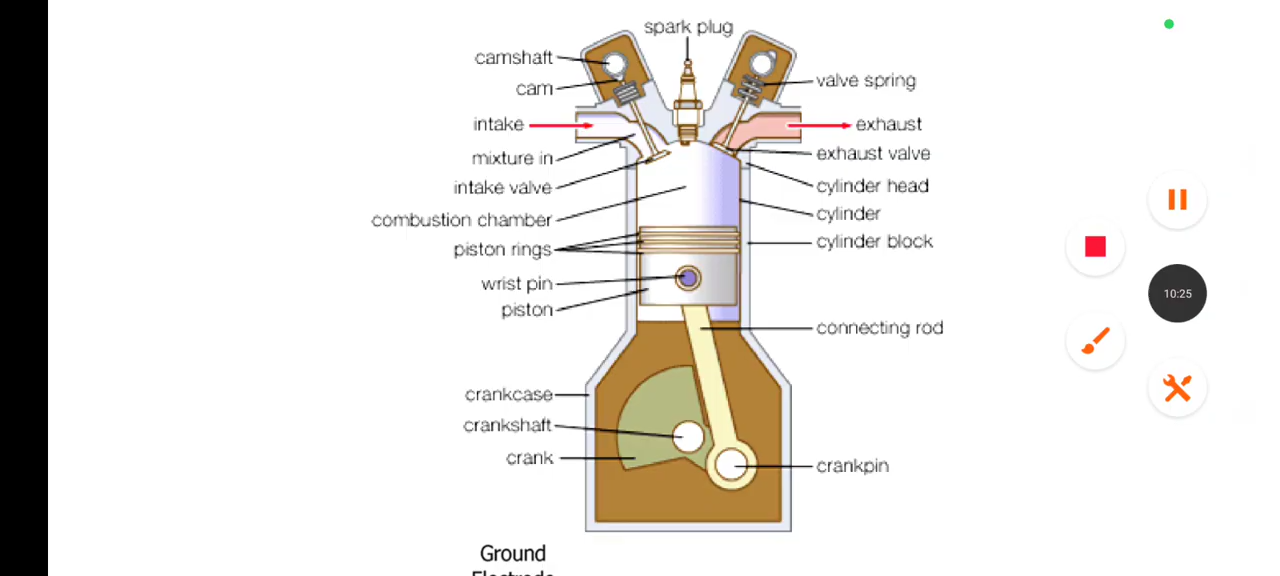 spark plug
camshaft
cam
valve spring
intake
exhaust
mixture in
exhaust valve
intake valve
cylinder head
combustion chamber
cylinder
piston rings
cylinder block
wrist pin
piston
connecting rod
crankcase
crankshaft
crank
crankpin
10:25
Ground
Electrode